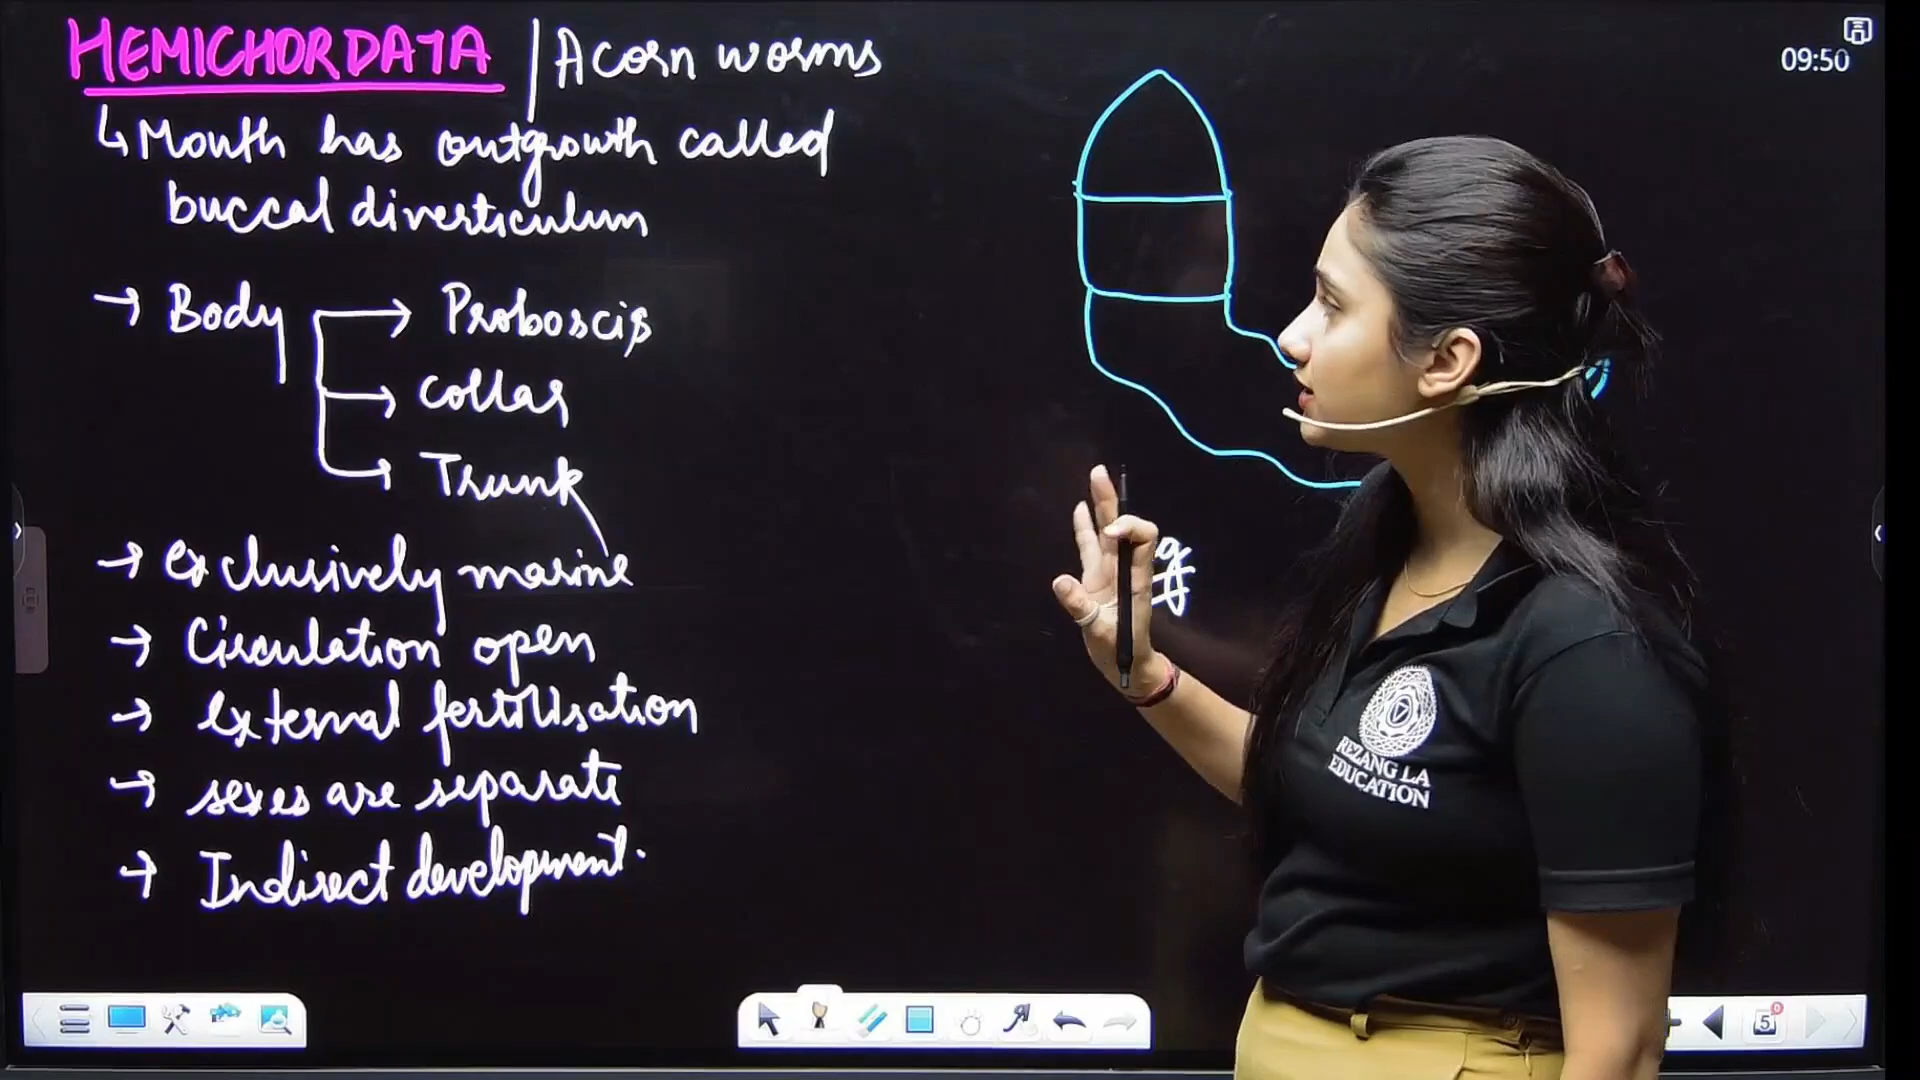 HEMICHORDATA | Acorn worms
↳ Mouth has outgrowth called
buccal diverticulum
→ Body → Proboscis
→ Collar
→ Trunk
→ Exclusively marine
→ Circulation open
→ External fertilisation
→ sexes are separate
→ Indirect development.
09:50
REZANG LA
EDUCATION
5